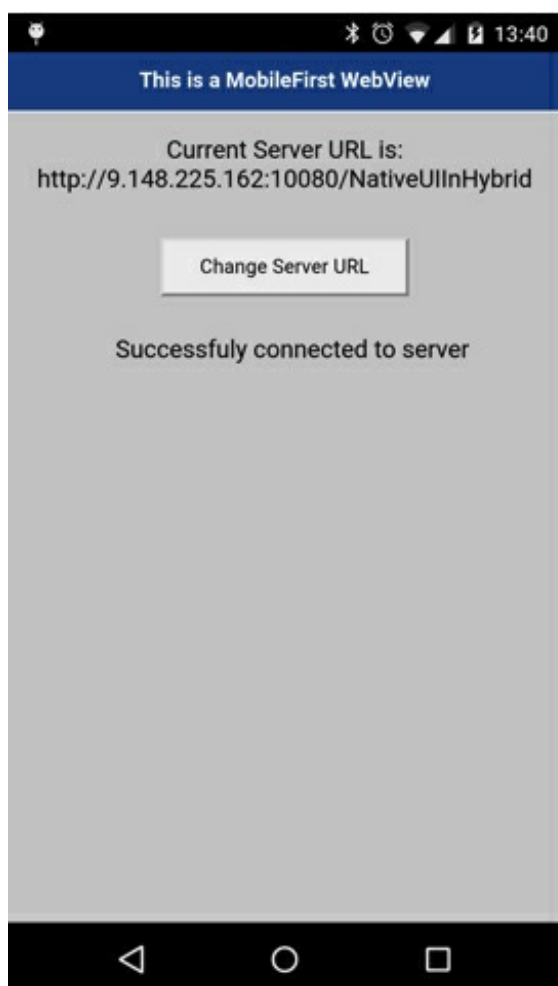 13:40
This is a MobileFirst WebView
Current Server URL is:
http://9.148.225.162:10080/NativeUIInHybrid
Change Server URL
Successfuly connected to server